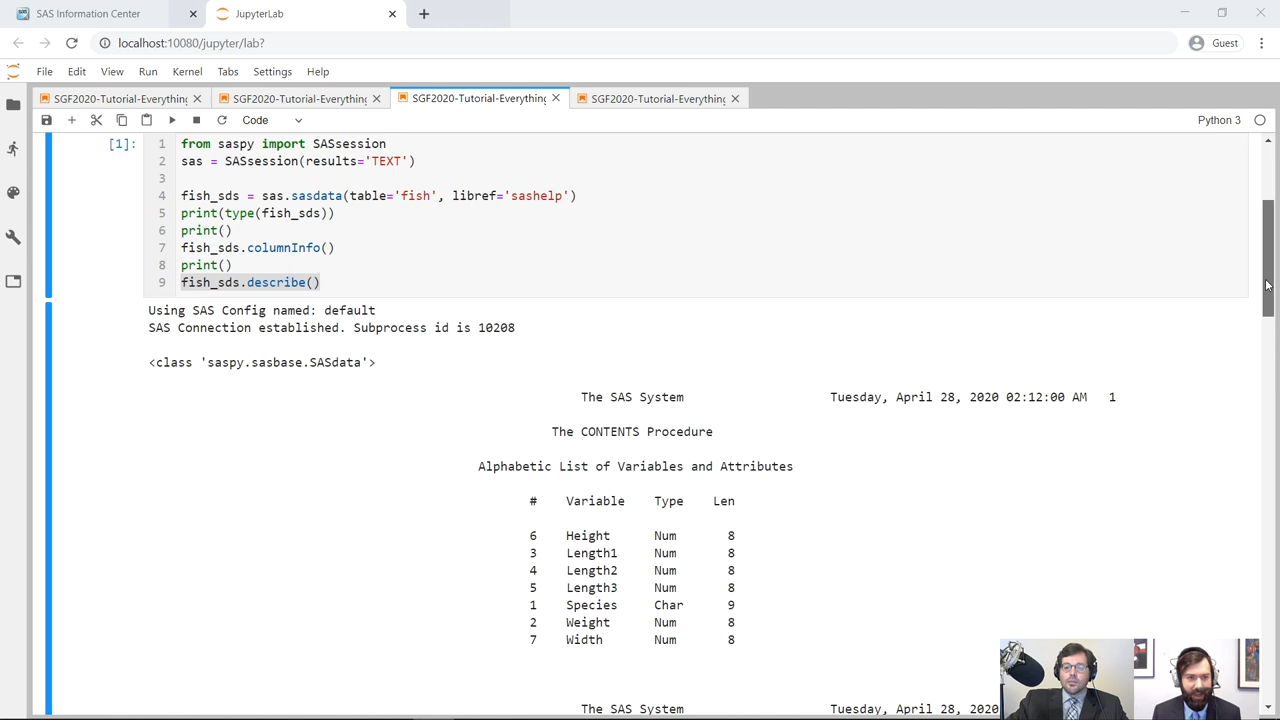 SAS Information Center
JupyterLab
localhost:10080/jupyter/lab?
Guest
File Edit View Run Kernel Tabs Settings Help
SGF2020-Tutorial-Everything
SGF2020-Tutorial-Everything
SGF2020-Tutorial-Everything
SGF2020-Tutorial-Everything
Code
Python 3
[1]:
1 from saspy import SASsession
2 sas = SASsession(results='TEXT')
3
4 fish_sds = sas.sasdata(table='fish', libref='sashelp')
5 print(type(fish_sds))
6 print()
7 fish_sds.columnInfo()
8 print()
9 fish_sds.describe()
Using SAS Config named: default
SAS Connection established. Subprocess id is 10208
<class 'saspy.sasbase.SASdata'>
The SAS System Tuesday, April 28, 2020 02:12:00 AM 1
The CONTENTS Procedure
Alphabetic List of Variables and Attributes
# Variable Type Len
6 Height Num 8
3 Length1 Num 8
4 Length2 Num 8
5 Length3 Num 8
1 Species Char 9
2 Weight Num 8
7 Width Num 8
The SAS System Tuesday, April 28, 2020